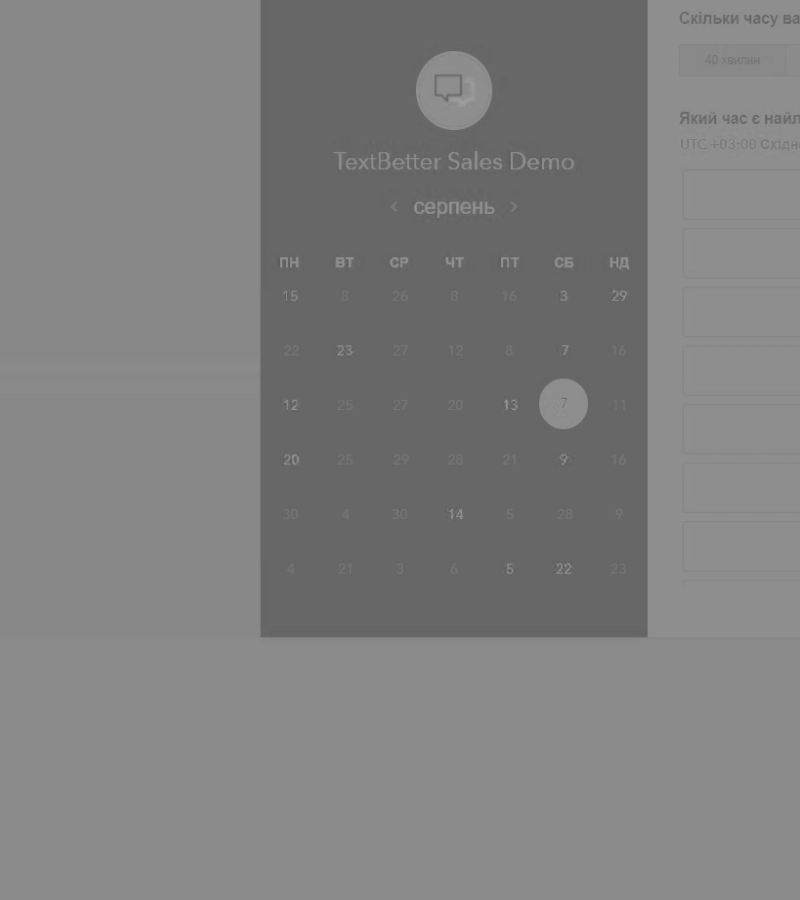 Скільки часу ва
40 хвилин
Який час є найл
UTC +03:00 Східн
TextBetter Sales Demo
< серпень >
ПН ВТ СР ЧТ ПТ СБ НД
15 8 26 8 16 3 29
22 23 27 12 8 7 16
12 25 27 20 13 7 11
20 25 29 28 21 9 16
30 4 30 14 5 28 9
4 21 3 6 5 22 23